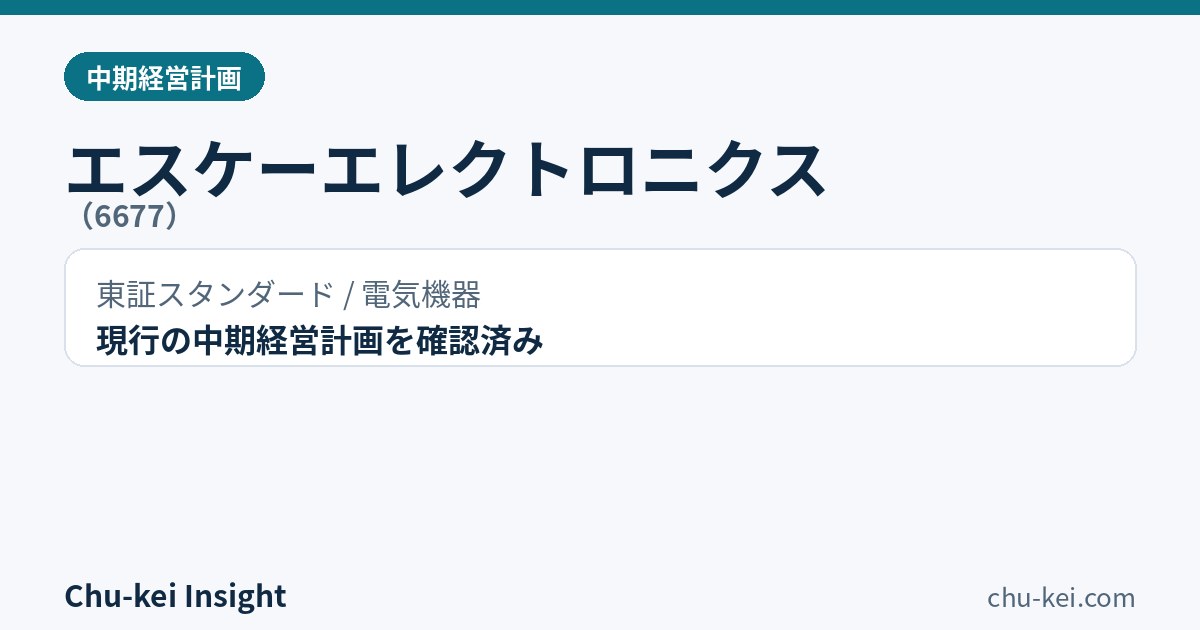 中期経営計画
エスケーエレクトロニクス
（6677）
東証スタンダード / 電気機器
現行の中期経営計画を確認済み
Chu-kei Insight
chu-kei.com